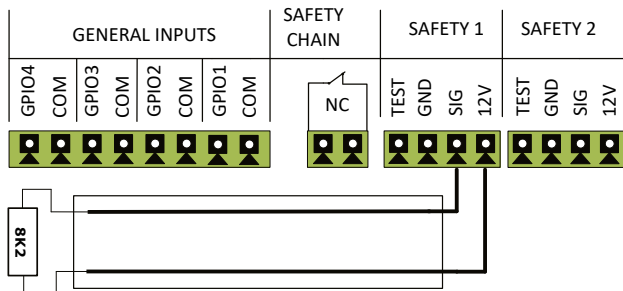 GENERAL INPUTS
SAFETY
CHAIN
SAFETY 1
SAFETY 2
GPIO4
COM
GPIO3
COM
GPIO2
COM
GPIO1
COM
NC
TEST
GND
SIG
12V
TEST
GND
SIG
12V
8K2